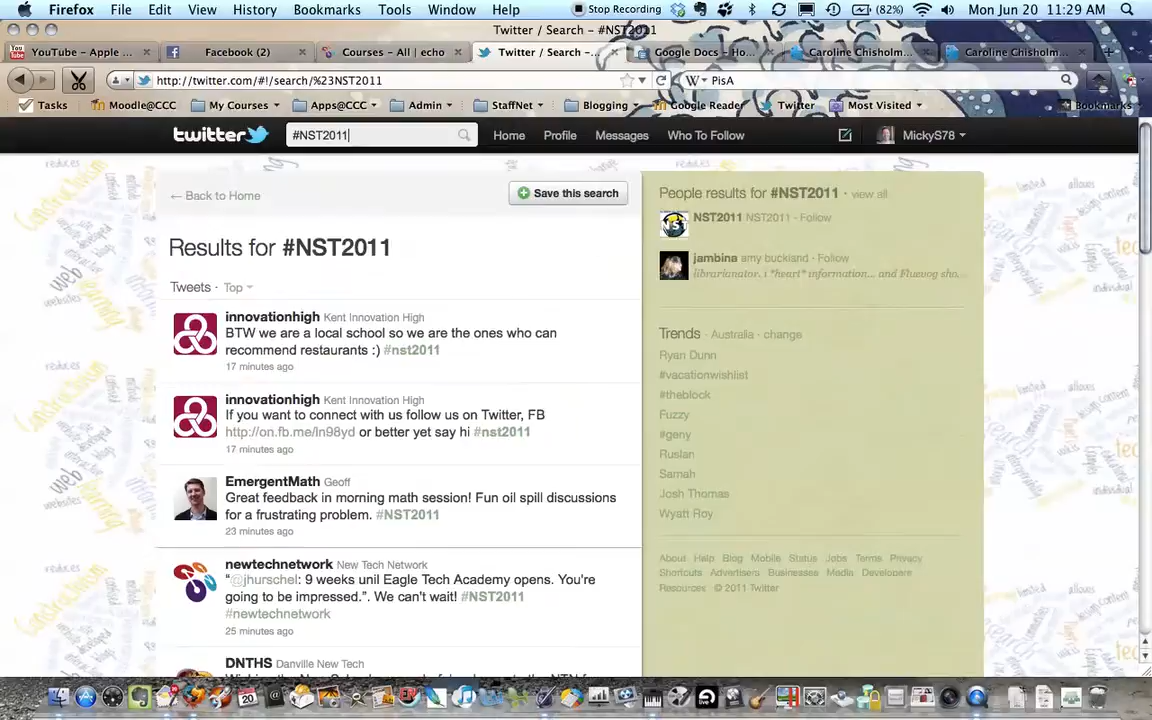 Firefox File Edit View History Bookmarks Tools Window Help Stop Recording (82%) Mon Jun 20 11:29 AM
Twitter / Search - #NST2011
YouTube - Apple ... Facebook (2) Courses - All | echo Twitter / Search -... Google Docs - Ho... Caroline Chisholm... Caroline Chisholm...
http://twitter.com/#!/search/%23NST2011 PisA
Tasks Moodle@CCC My Courses Apps@CCC Admin StaffNet Blogging Google Reader Twitter Most Visited Bookmarks
twitter #NST2011 Home Profile Messages Who To Follow MickyS78
← Back to Home Save this search
Results for #NST2011
Tweets · Top
innovationhigh Kent Innovation High
BTW we are a local school so we are the ones who can
recommend restaurants :) #nst2011
17 minutes ago
innovationhigh Kent Innovation High
If you want to connect with us follow us on Twitter, FB
http://on.fb.me/ln98yd or better yet say hi #nst2011
17 minutes ago
EmergentMath Geoff
Great feedback in morning math session! Fun oil spill discussions
for a frustrating problem. #NST2011
23 minutes ago
newtechnetwork New Tech Network
"@jhurschel: 9 weeks unil Eagle Tech Academy opens. You're
going to be impressed.". We can't wait! #NST2011
#newtechnetwork
25 minutes ago
DNTHS Danville New Tech
People results for #NST2011 · view all
NST2011 NST2011 · Follow
jambina amy buckland · Follow
librarianator. i *heart* information... and Fluevog sho...
Trends · Australia · change
Ryan Dunn
#vacationwishlist
#theblock
Fuzzy
#geny
Ruslan
Samah
Josh Thomas
Wyatt Roy
About Help Blog Mobile Status Jobs Terms Privacy
Shortcuts Advertisers Businesses Media Developers
Resources © 2011 Twitter